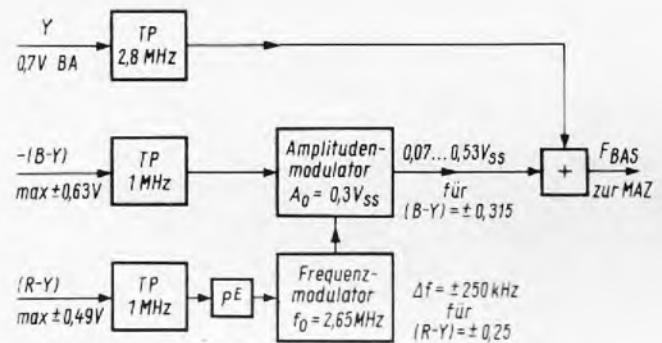 Y
0,7V BA
TP
2,8 MHz
-(B-Y)
max ±0,63V
TP
1 MHz
Amplituden-
modulator
A₀ = 0,3Vss
0,07...0,53Vss
für
(B-Y)=±0,315
+
FBAS
zur MAZ
(R-Y)
max ±0,49V
TP
1 MHz
Pᴱ
Frequenz-
modulator
f₀ = 2,65MHz
Δf = ±250 kHz
für
(R-Y)=±0,25